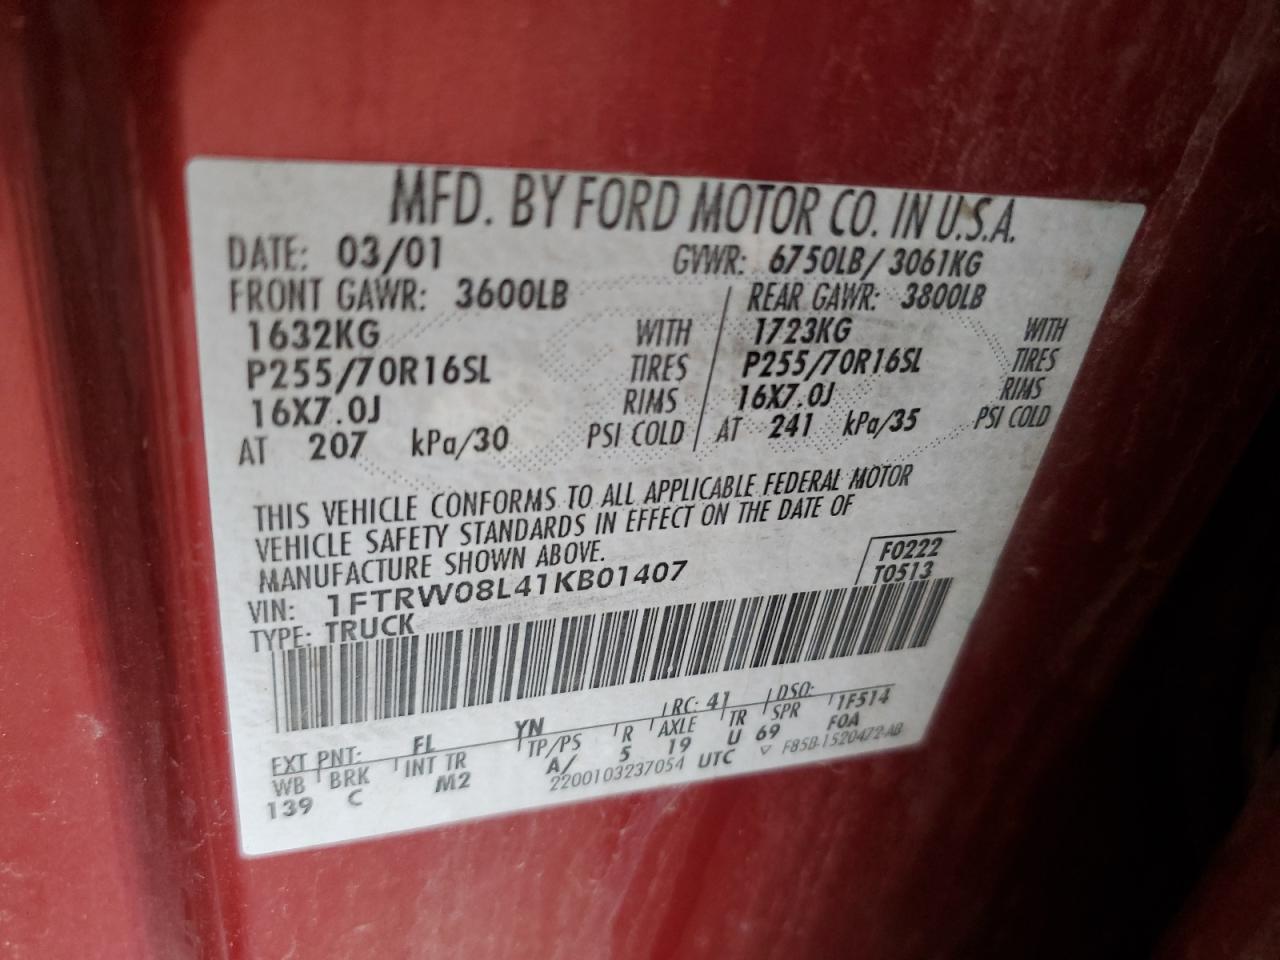 MFD. BY FORD MOTOR CO. IN U.S.A.
DATE: 03/01 GVWR: 6750LB/3061KG
FRONT GAWR: 3600LB REAR GAWR: 3800LB
1632KG WITH 1723KG WITH
P255/70R16SL TIRES P255/70R16SL TIRES
16X7.0J RIMS 16X7.0J RIMS
AT 207 kPa/30 PSI COLD AT 241 kPa/35 PSI COLD
THIS VEHICLE CONFORMS TO ALL APPLICABLE FEDERAL MOTOR
VEHICLE SAFETY STANDARDS IN EFFECT ON THE DATE OF
MANUFACTURE SHOWN ABOVE.
F0222
VIN: 1FTRW08L41KB01407 T0513
TYPE: TRUCK
EXT PNT: FL YN RC: 41 DSO: 1F514
WB BRK INT TR TP/PS R AXLE TR SPR F0A
139 C M2 A/ 5 19 U 69
2200103237054 UTC ▽ F85B-1520472-AB